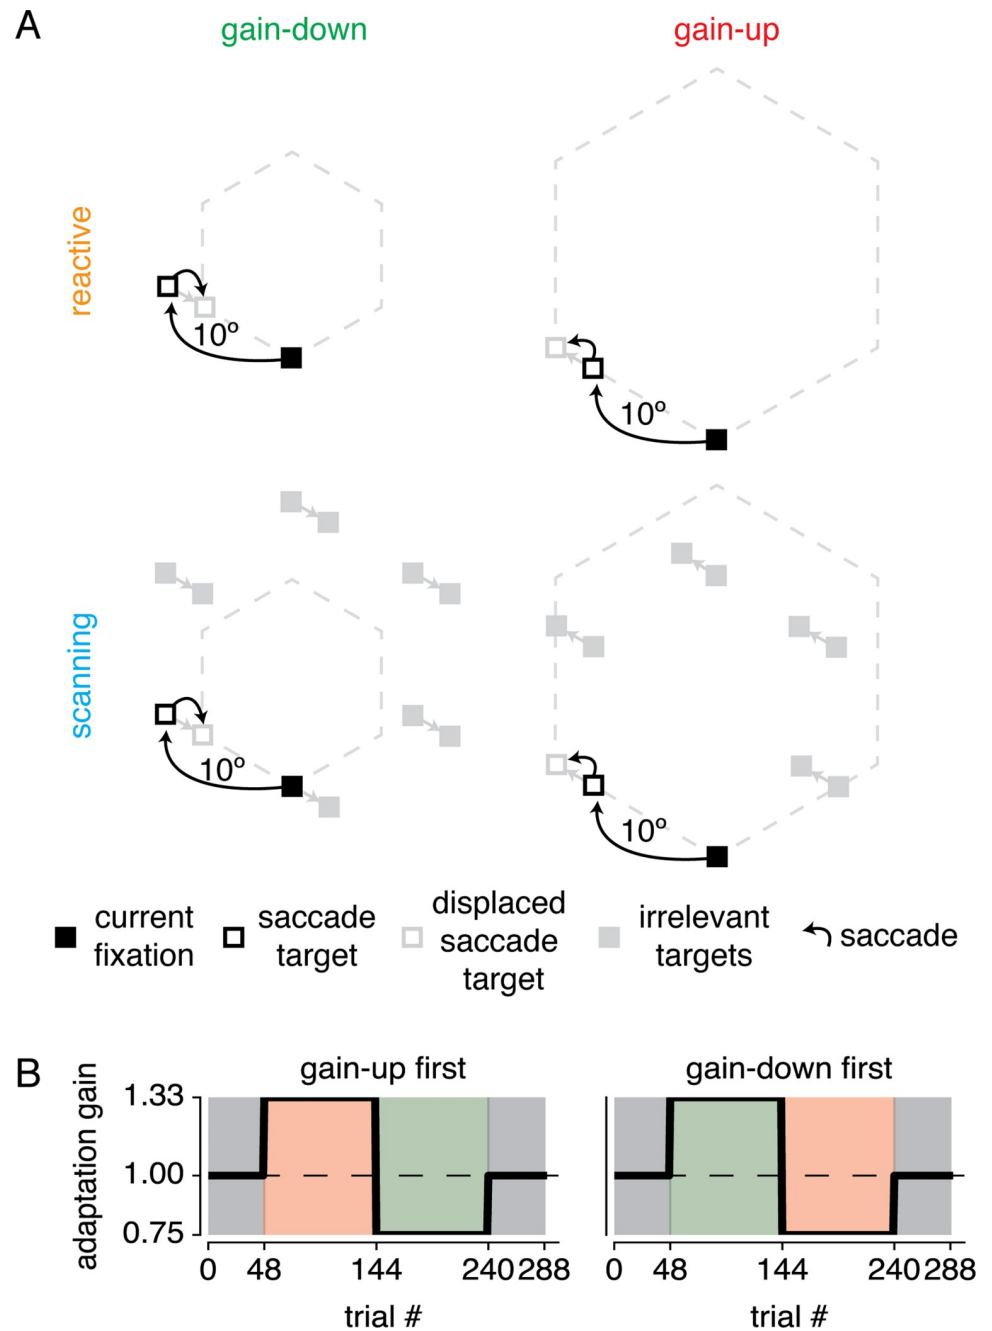 A
gain-down
gain-up
reactive
10º
10º
scanning
10º
10º
current
fixation
saccade
target
displaced
saccade
target
irrelevant
targets
saccade
B
gain-up first
gain-down first
adaptation gain
1.33
1.00
0.75
0 48 144 240 288
0 48 144 240 288
trial #
trial #